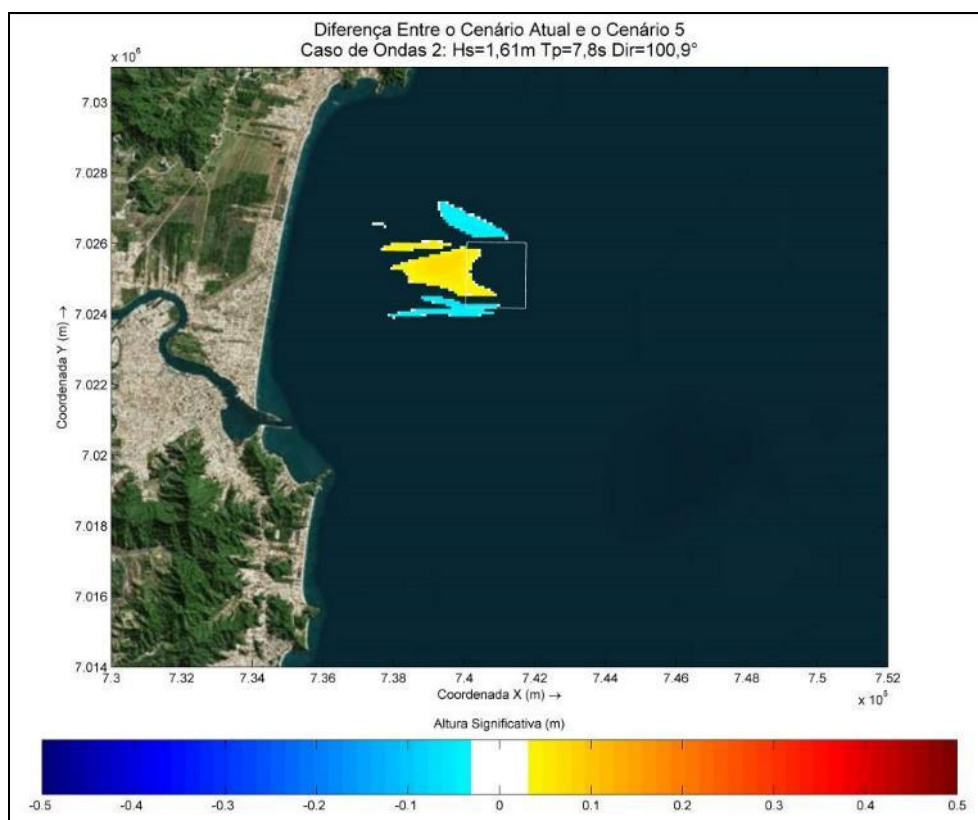 Diferença Entre o Cenário Atual e o Cenário 5
Caso de Ondas 2: Hs=1,61m Tp=7,8s Dir=100,9°
x 10⁶
7.03
7.028
7.026
7.024
7.022
7.02
7.018
7.016
7.014
Coordenada Y (m) →
7.3 7.32 7.34 7.36 7.38 7.4 7.42 7.44 7.46 7.48 7.5 7.52
Coordenada X (m) →
x 10⁵
Altura Significativa (m)
-0.5 -0.4 -0.3 -0.2 -0.1 0 0.1 0.2 0.3 0.4 0.5